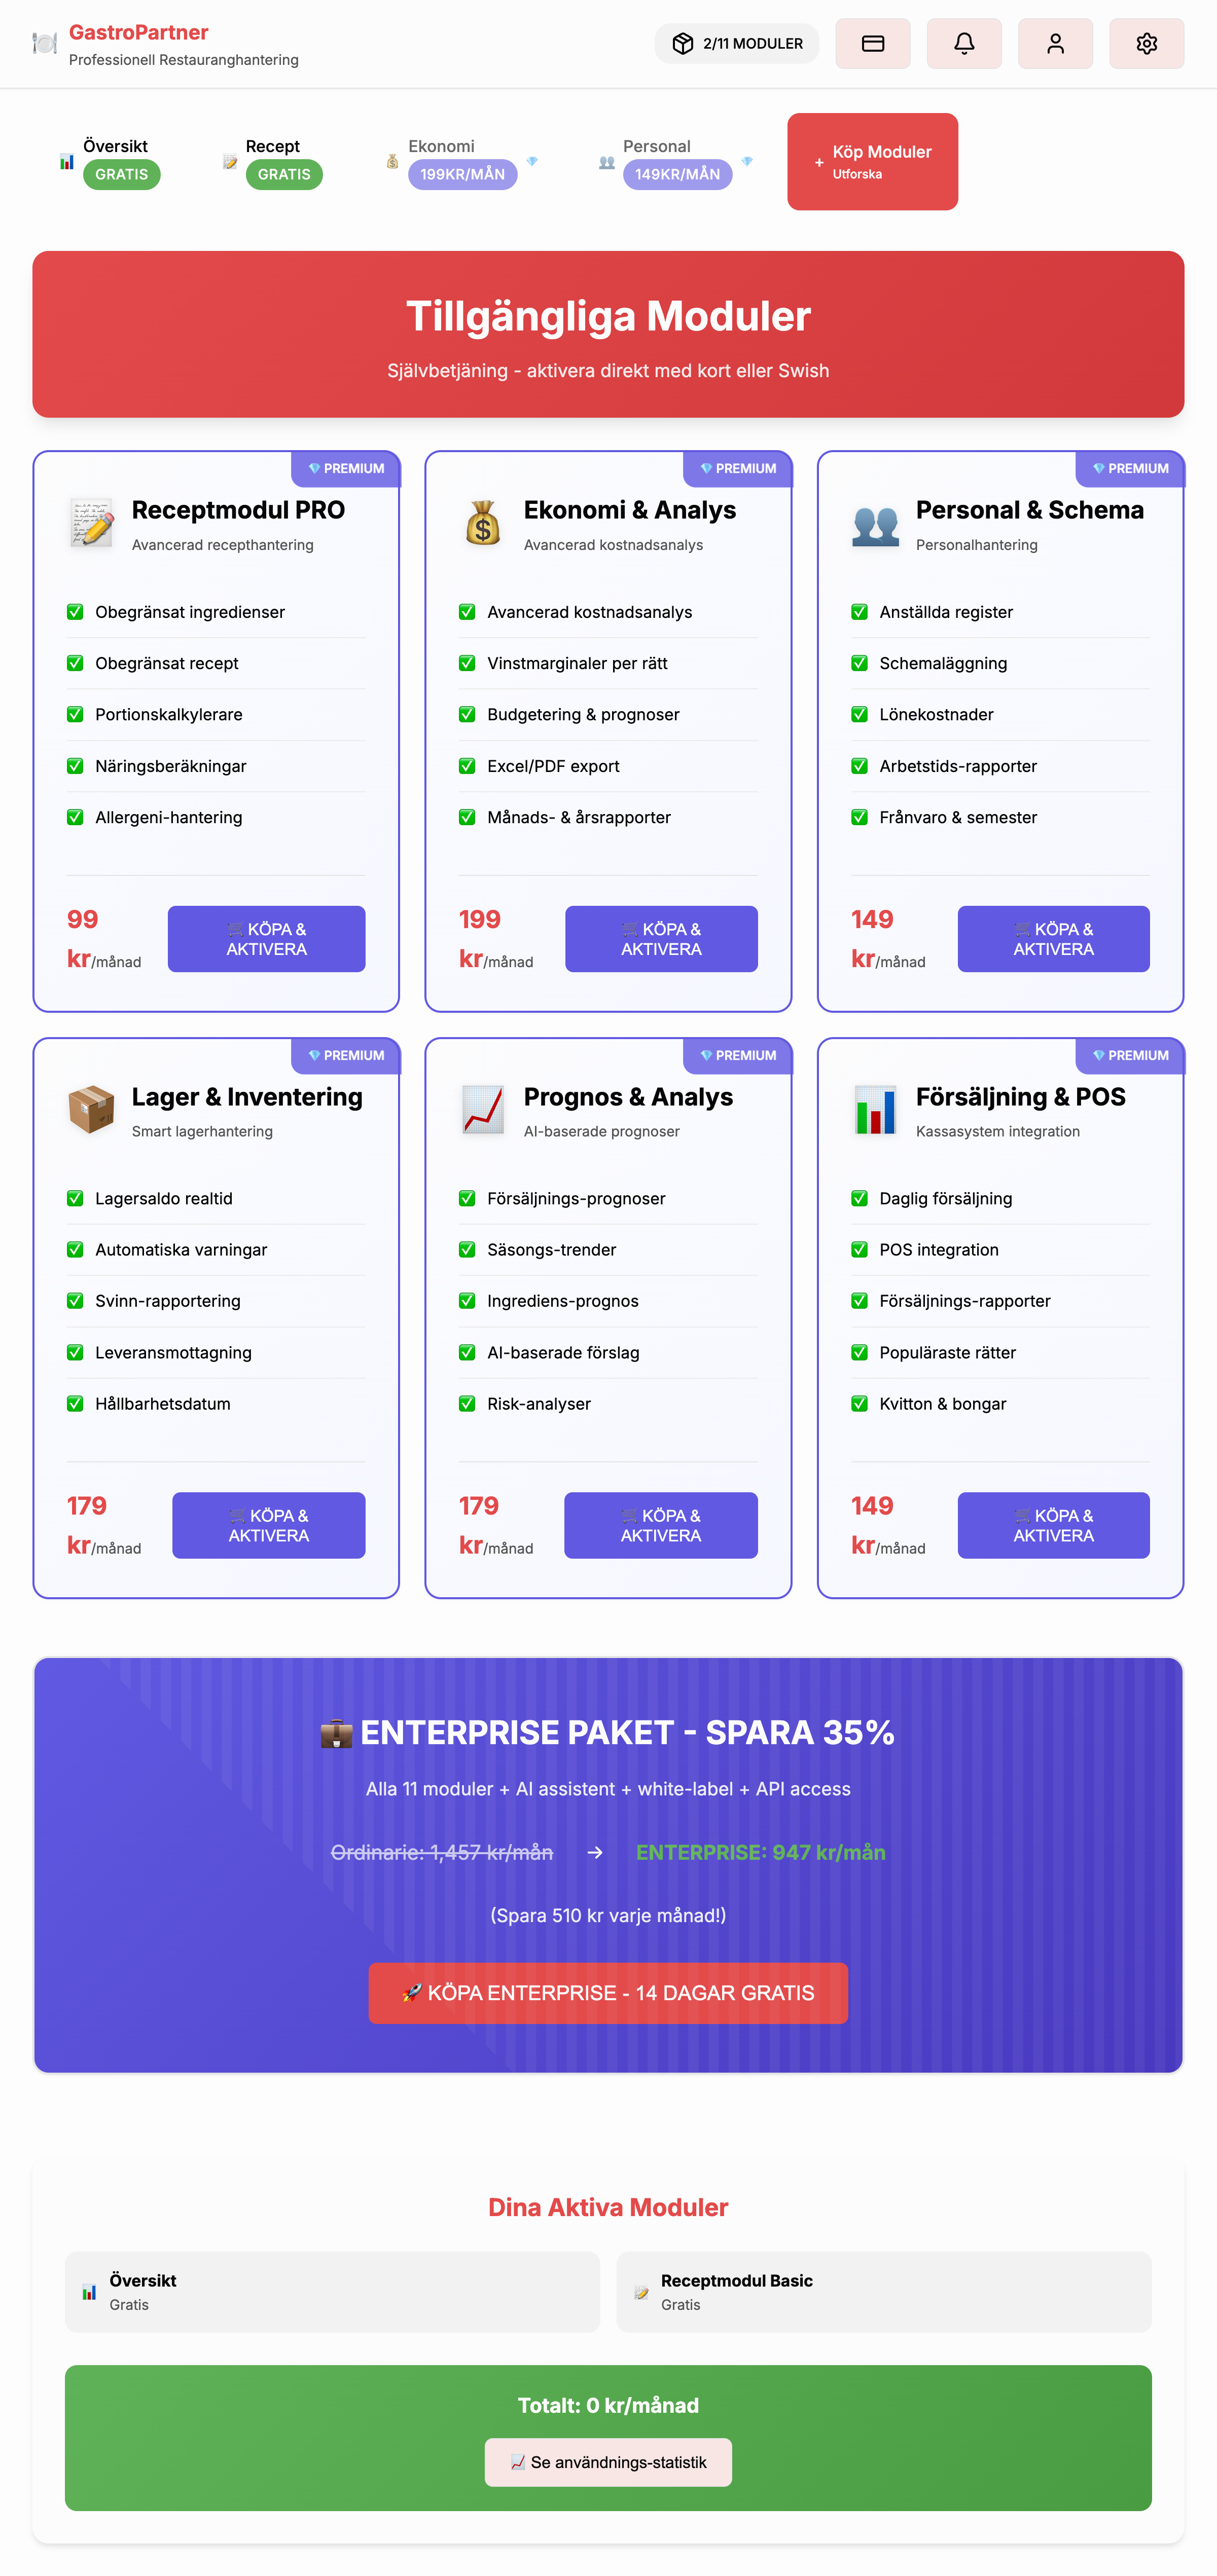 GastroPartner
Professionell Restauranghantering
2/11 MODULER
Översikt
GRATIS
Recept
GRATIS
Ekonomi
199KR/MÅN
Personal
149KR/MÅN
+ Köp Moduler
Utforska
Tillgängliga Moduler
Självbetjäning - aktivera direkt med kort eller Swish
PREMIUM
Receptmodul PRO
Avancerad recepthantering
Obegränsat ingredienser
Obegränsat recept
Portionskalkylerare
Näringsberäkningar
Allergeni-hantering
99
kr/månad
KÖPA &
AKTIVERA
PREMIUM
Ekonomi & Analys
Avancerad kostnadsanalys
Avancerad kostnadsanalys
Vinstmarginaler per rätt
Budgetering & prognoser
Excel/PDF export
Månads- & årsrapporter
199
kr/månad
KÖPA &
AKTIVERA
PREMIUM
Personal & Schema
Personalhantering
Anställda register
Schemaläggning
Lönekostnader
Arbetstids-rapporter
Frånvaro & semester
149
kr/månad
KÖPA &
AKTIVERA
PREMIUM
Lager & Inventering
Smart lagerhantering
Lagersaldo realtid
Automatiska varningar
Svinn-rapportering
Leveransmottagning
Hållbarhetsdatum
179
kr/månad
KÖPA &
AKTIVERA
PREMIUM
Prognos & Analys
AI-baserade prognoser
Försäljnings-prognoser
Säsongs-trender
Ingrediens-prognos
AI-baserade förslag
Risk-analyser
179
kr/månad
KÖPA &
AKTIVERA
PREMIUM
Försäljning & POS
Kassasystem integration
Daglig försäljning
POS integration
Försäljnings-rapporter
Populäraste rätter
Kvitton & bongar
149
kr/månad
KÖPA &
AKTIVERA
ENTERPRISE PAKET - SPARA 35%
Alla 11 moduler + AI assistent + white-label + API access
Ordinarie: 1,457 kr/mån → ENTERPRISE: 947 kr/mån
(Spara 510 kr varje månad!)
KÖPA ENTERPRISE - 14 DAGAR GRATIS
Dina Aktiva Moduler
Översikt
Gratis
Receptmodul Basic
Gratis
Totalt: 0 kr/månad
Se användnings-statistik